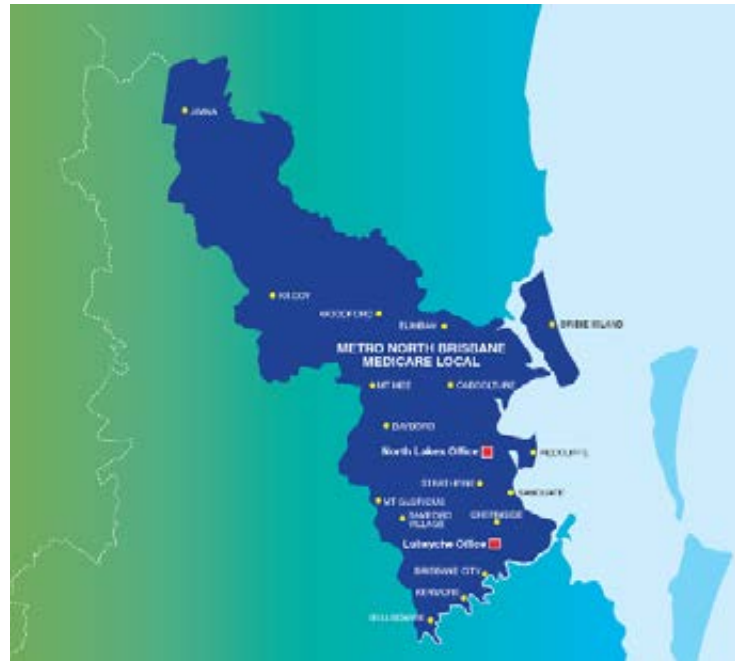 JIMNA
KILCOY
WOODFORD
ELIMBAH
BRIBIE ISLAND
METRO NORTH BRISBANE
MEDICARE LOCAL
MT MEE
CABOOLTURE
DAYBORO
North Lakes Office
REDCLIFFE
STRATHPINE
SANDGATE
MT GLORIOUS
SAMFORD
VILLAGE
Lutwyche Office
BRISBANE CITY
KENMORE
BELLBOWRIE